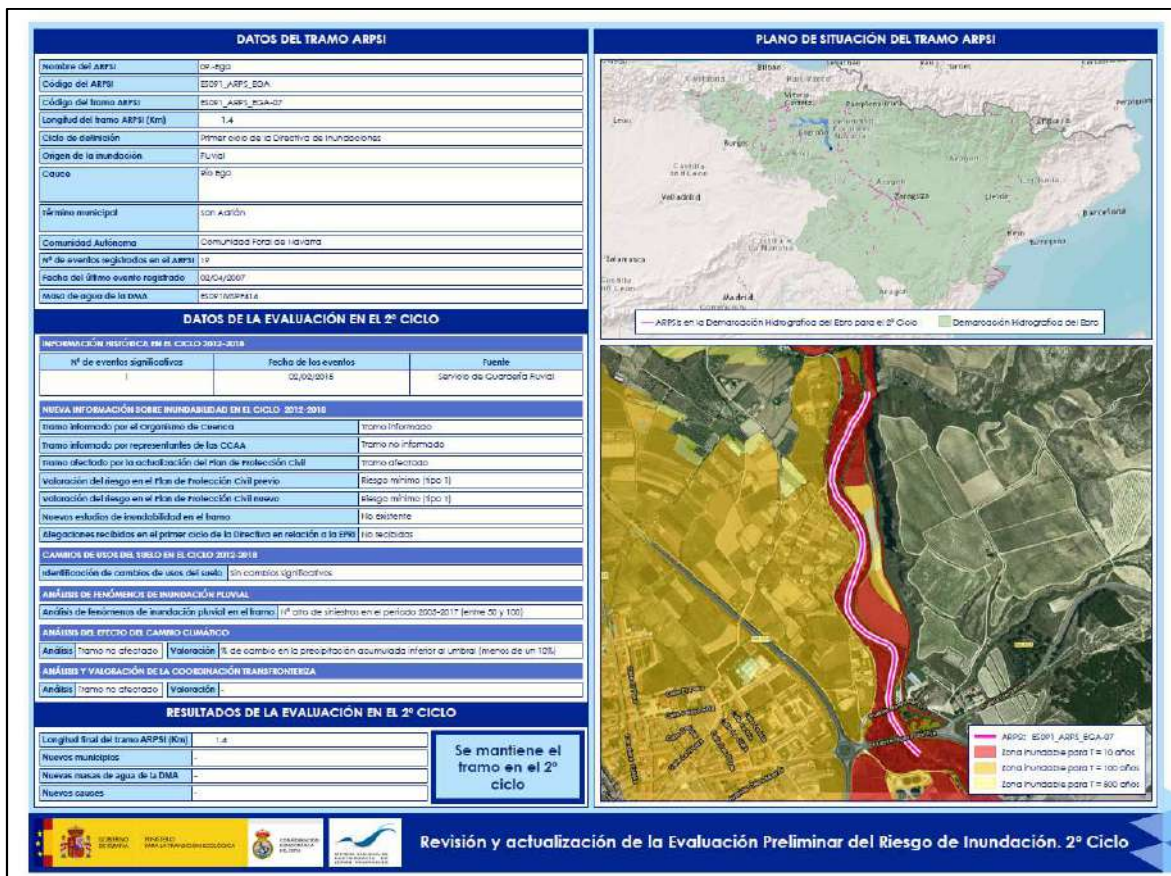 DATOS DEL TRAMO ARPSI
Nombre del ARPSI 09.-Ega
Código del ARPSI ES091_ARPS_EGA
Código del tramo ARPSI ES091_ARPS_EGA-07
Longitud del tramo ARPSI (Km) 1.4
Ciclo de definición Primer ciclo de la Directiva de Inundaciones
Origen de la inundación Fluvial
Cauce Río Ega
Término municipal San Adrián
Comunidad Autónoma Comunidad Foral de Navarra
Nº de eventos registrados en el ARPSI 19
Fecha del último evento registrado 02/04/2007
Masa de agua de la DMA
DATOS DE LA EVALUACIÓN EN EL 2º CICLO
INFORMACIÓN HISTÓRICA EN EL CICLO 2012-2018
Nº de eventos significativos Fecha de los eventos Fuente
1 02/02/2015 Servicio de Guardería Fluvial
NUEVA INFORMACIÓN SOBRE INUNDABILIDAD EN EL CICLO 2012-2018
Tramo informado por el Organismo de Cuenca Tramo informado
Tramo informado por representantes de las CCAA Tramo no informado
Tramo afectado por la actualización del Plan de Protección Civil Tramo afectado
Valoración del riesgo en el Plan de Protección Civil previo Riesgo mínimo (tipo 1)
Valoración del riesgo en el Plan de Protección Civil nuevo Riesgo mínimo (tipo 1)
Nuevos estudios de inundabilidad en el tramo No existente
Alegaciones recibidas en el primer ciclo de la Directiva en relación a la EPRI No recibidas
CAMBIOS DE USOS DEL SUELO EN EL CICLO 2012-2018
Identificación de cambios de usos del suelo Sin cambios significativos
ANÁLISIS DE FENÓMENOS DE INUNDACIÓN PLUVIAL
Análisis de fenómenos de inundación pluvial en el tramo Nº alto de siniestros en el periodo 2005-2017 (entre 50 y 100)
ANÁLISIS DEL EFECTO DEL CAMBIO CLIMÁTICO
Análisis Tramo no afectado Valoración % de cambio en la precipitación acumulada inferior al umbral (menos de un 10%)
ANÁLISIS Y VALORACIÓN DE LA COORDINACIÓN TRANSFRONTERIZA
Análisis Tramo no afectado Valoración -
RESULTADOS DE LA EVALUACIÓN EN EL 2º CICLO
Longitud final del tramo ARPSI (Km) 1.4
Nuevos municipios -
Nuevas masas de agua de la DMA -
Nuevos cauces -
Se mantiene el
tramo en el 2º
ciclo
PLANO DE SITUACIÓN DEL TRAMO ARPSI
Bilbao
País Vasco
Pau
León
Burgos
Valladolid
Aragón
Zaragoza
Barcelona
Salamanca
Madrid
ARPSIs en la Demarcación Hidrográfica del Ebro para el 2º Ciclo
Demarcación Hidrográfica del Ebro
ARPSI: ES091_ARPS_EGA-07
Zona inundable para T = 10 años
Zona inundable para T = 100 años
Zona inundable para T = 500 años
GOBIERNO DE ESPAÑA
MINISTERIO PARA LA TRANSICIÓN ECOLÓGICA
CONFEDERACIÓN HIDROGRÁFICA DEL EBRO
Revisión y actualización de la Evaluación Preliminar del Riesgo de Inundación. 2º Ciclo